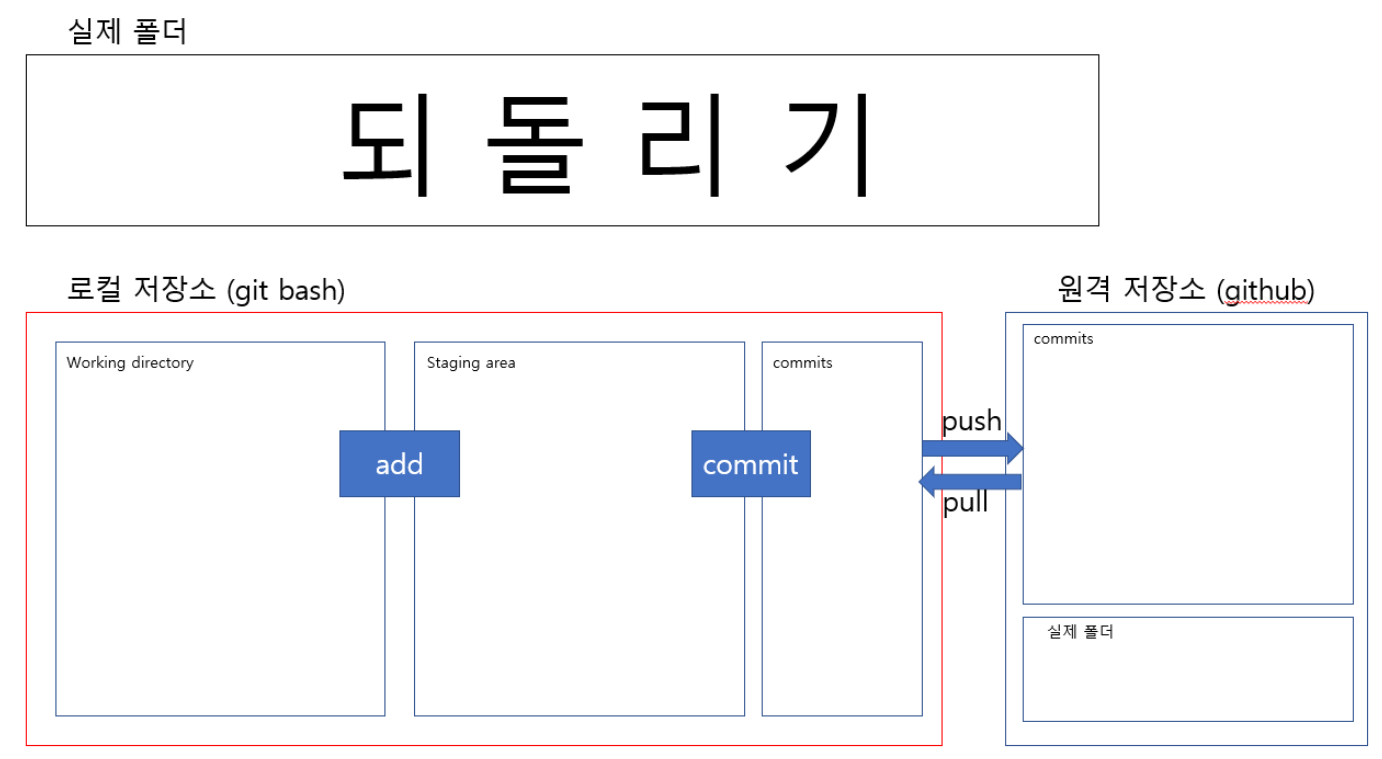 실제 폴더
되 돌 리 기
로컬 저장소 (git bash)
원격 저장소 (github)
Working directory
Staging area
commits
commits
add
commit
push
pull
실제 폴더